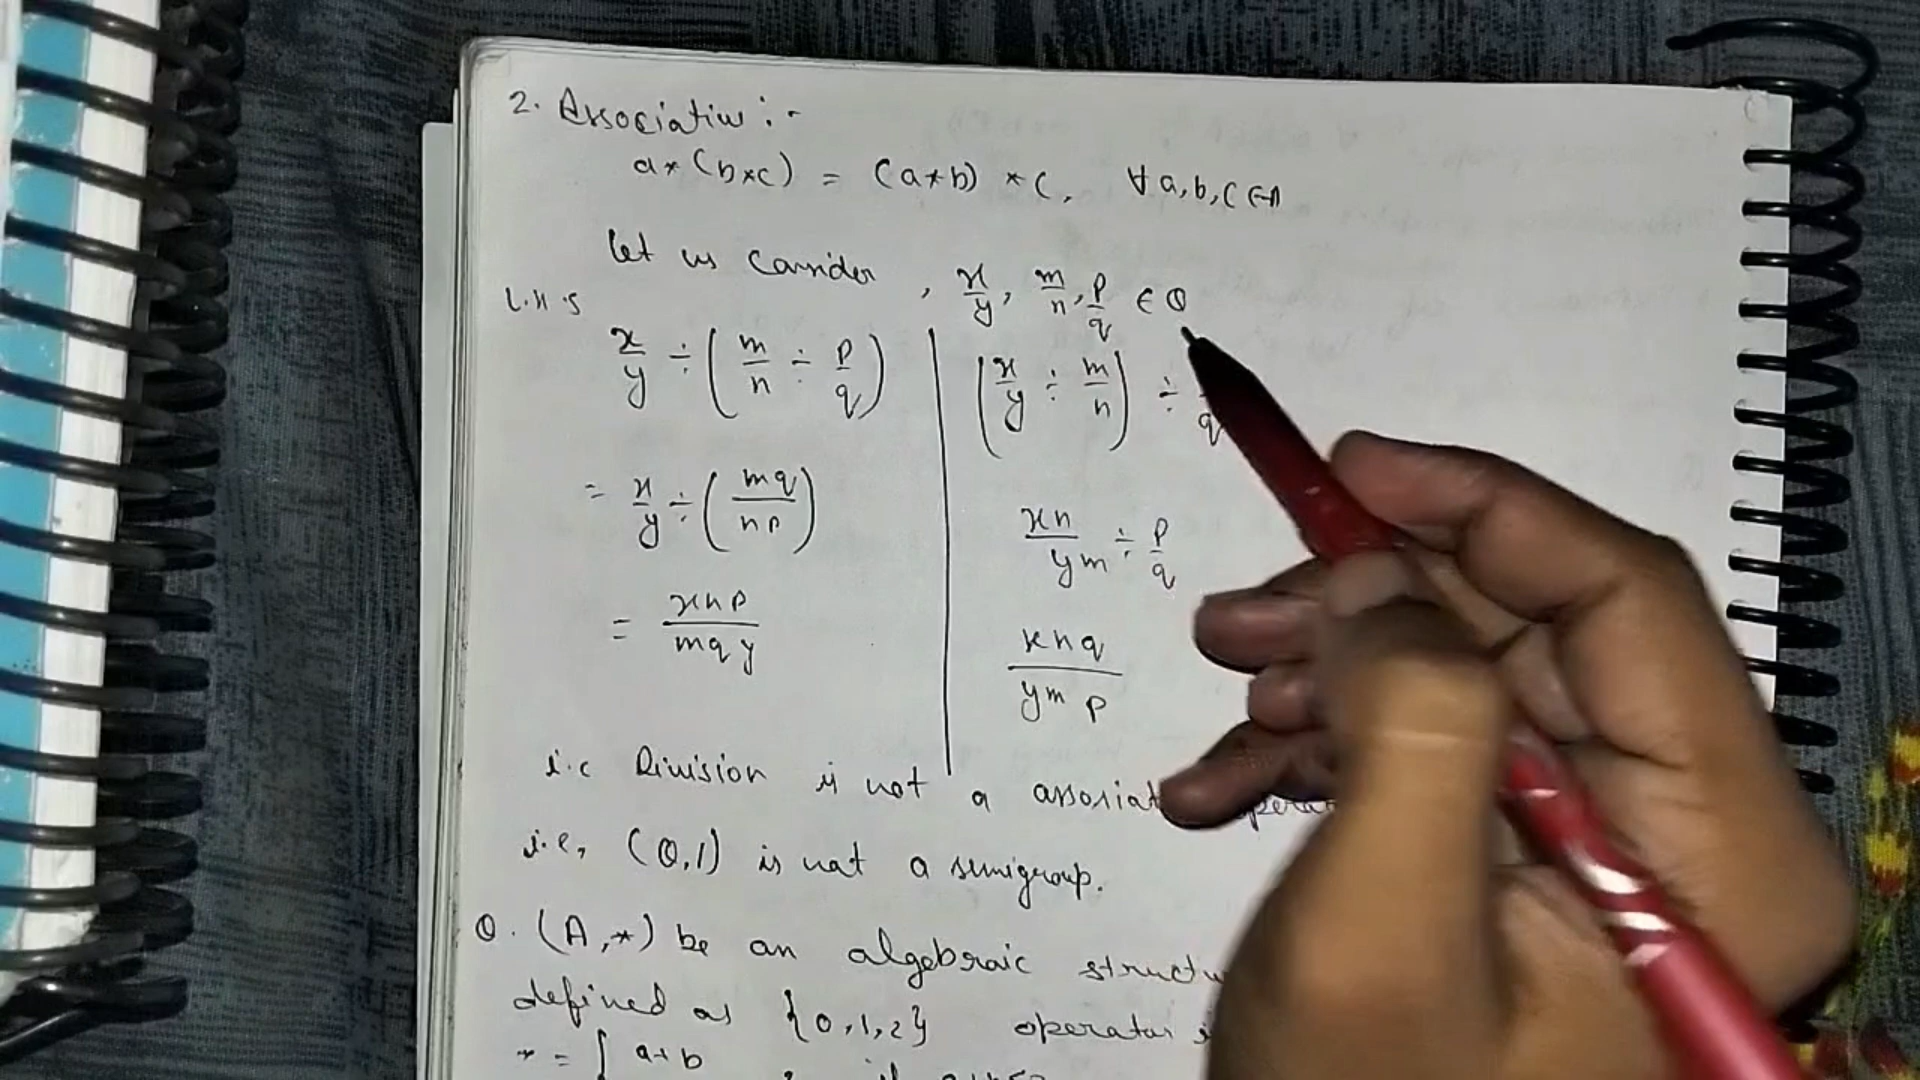 2. Associative :-
a * (b * c) = (a * b) * c, ∀ a, b, c ∈ A
let us consider , x/y, m/n, p/q ∈ Q
L.H.S
x/y ÷ ( m/n ÷ p/q )
= x/y ÷ ( mq/np )
= xnp/mqy
( x/y ÷ m/n ) ÷ q
xn/ym ÷ p/q
xnq/ymp
i.e Division is not a
i.e, (Q, /) is not a semigroup.
Q. (A, *) be an algebraic
defined as {0, 1, 2} operator
* = { a + b